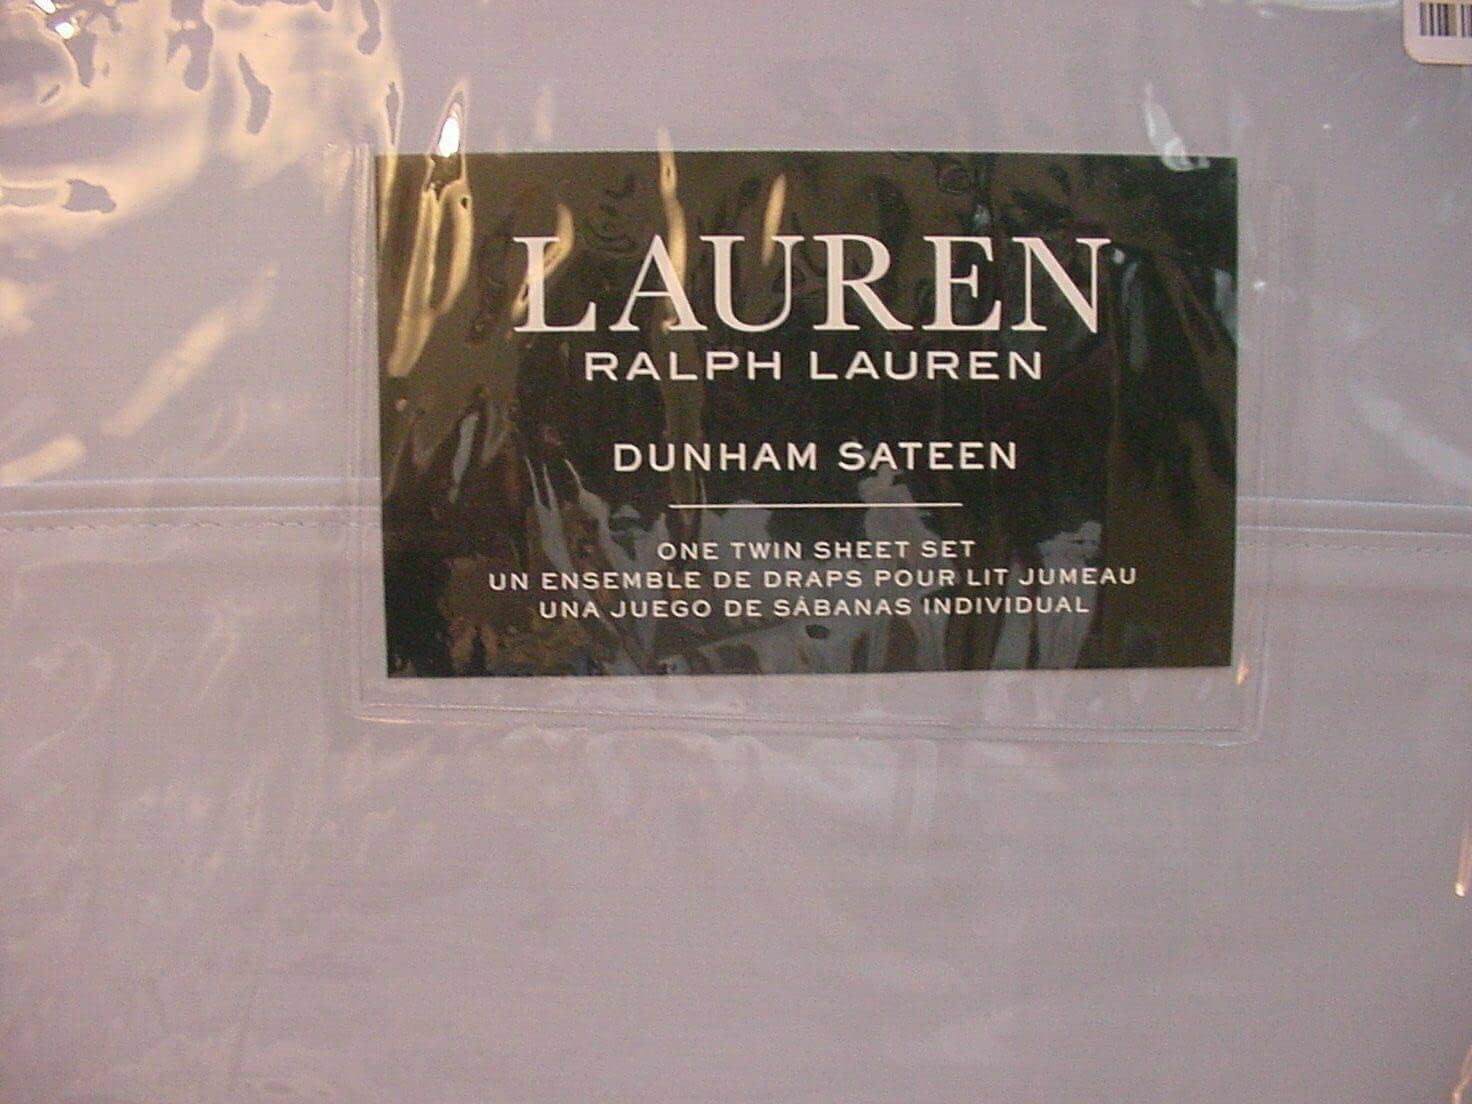 LAUREN
RALPH LAUREN
DUNHAM SATEEN
ONE TWIN SHEET SET
UN ENSEMBLE DE DRAPS POUR LIT JUMEAU
UNA JUEGO DE SÁBANAS INDIVIDUAL